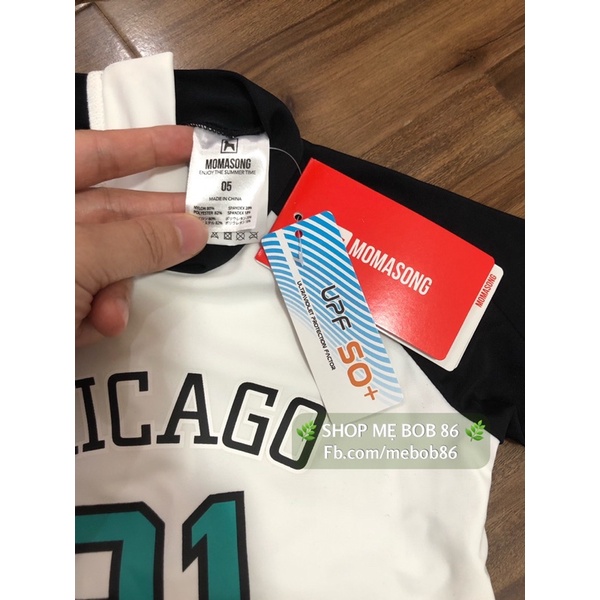 MOMASONG
ENJOY THE SUMMER TIME
05
MADE IN CHINA
MOMASONG
MOMASONG
UPF 50+
ULTRAVIOLET PROTECTION FACTOR
HICAGO
SHOP MẸ BOB 86
Fb.com/mebob86